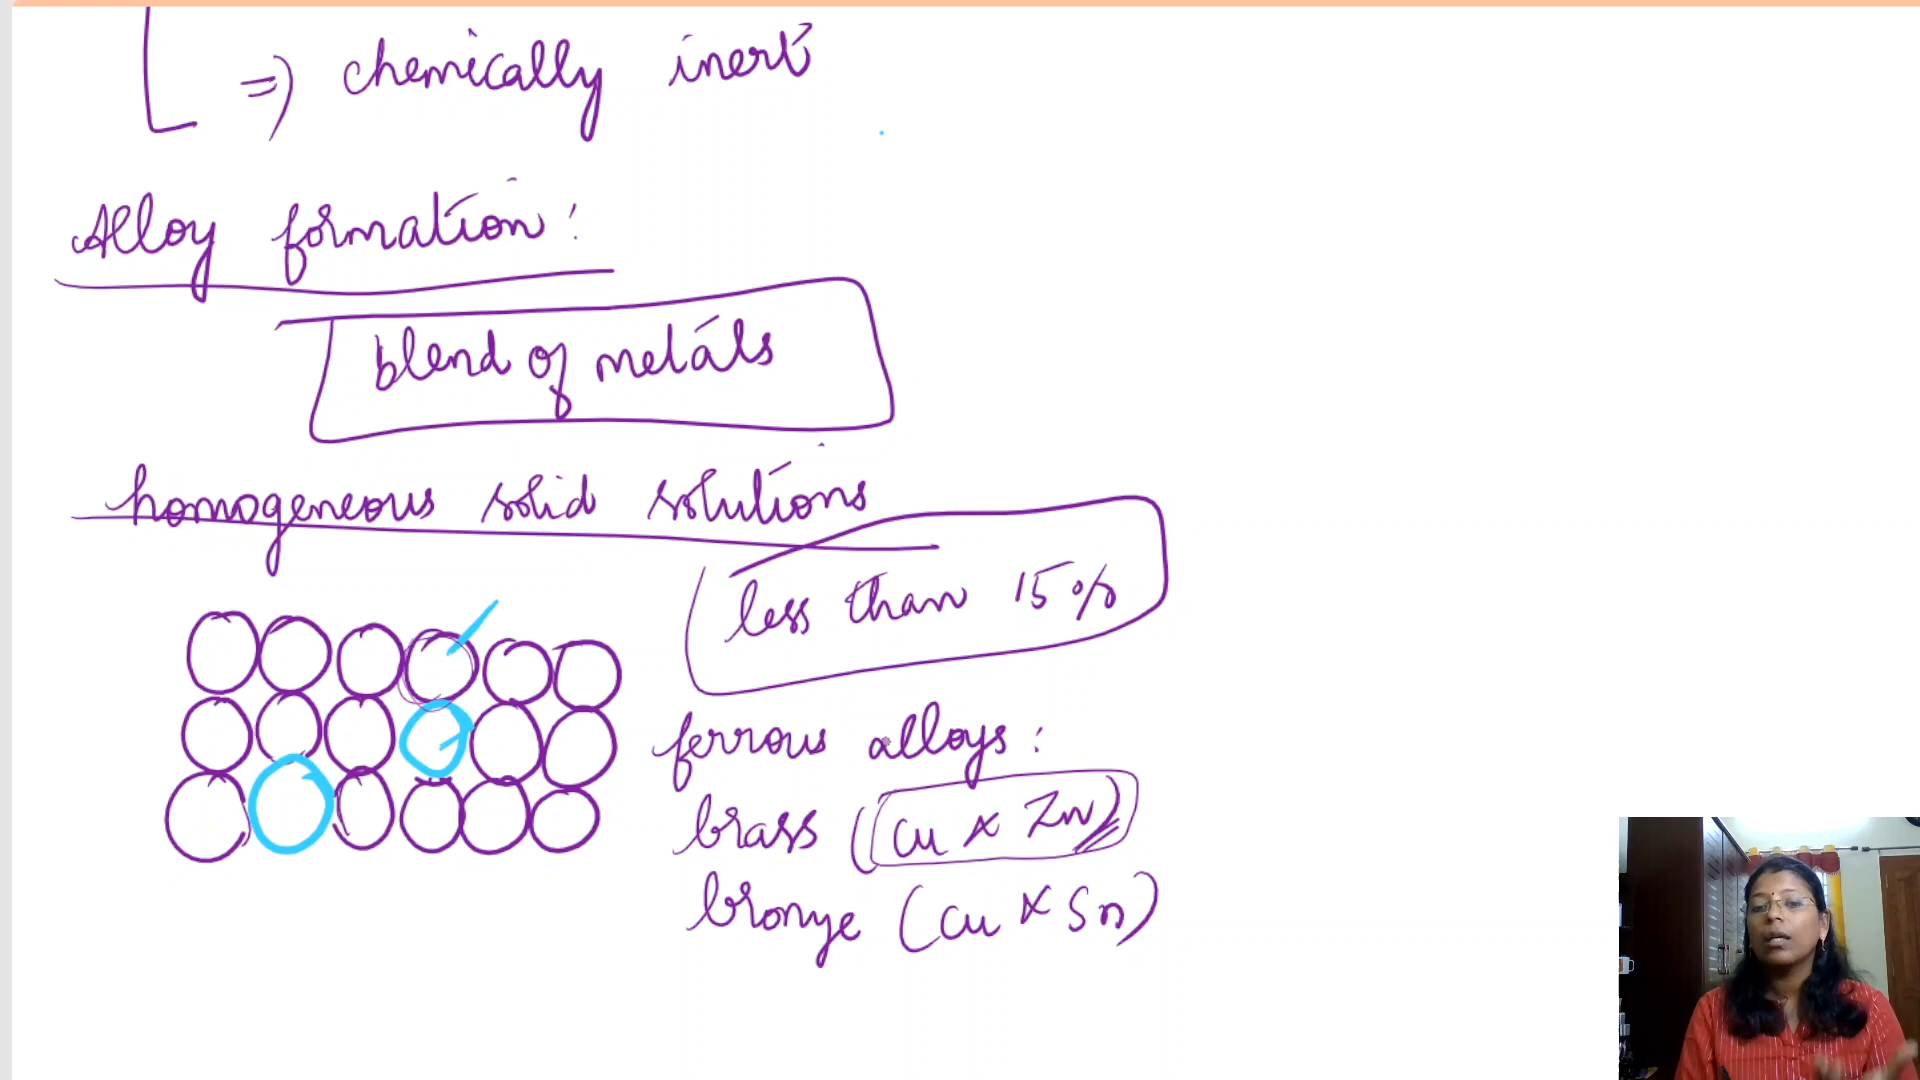 => chemically inert
Alloy formation:
blend of metals
homogeneous solid solutions
less than 15%
ferrous alloys:
brass (Cu & Zn)
bronze (Cu & Sn)